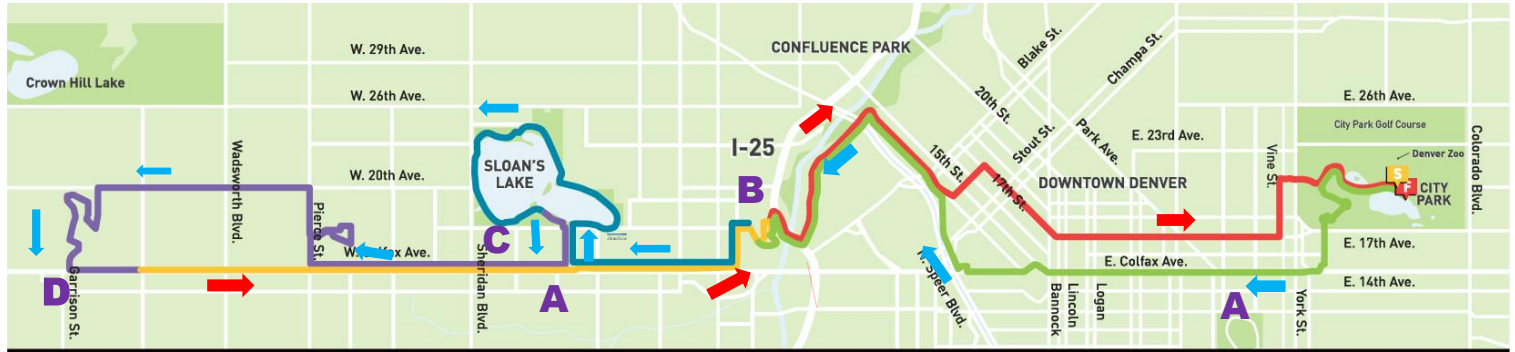 W. 29th Ave.
CONFLUENCE PARK
Blake St.
Champa St.
Crown Hill Lake
W. 26th Ave.
20th St.
E. 26th Ave.
City Park Golf Course
Park Ave.
E. 23rd Ave.
Stout St.
Colorado Blvd.
I-25
15th St.
Vine St.
Denver Zoo
Wadsworth Blvd.
SLOAN'S
LAKE
W. 20th Ave.
B
17th St.
DOWNTOWN DENVER
S
F
CITY
PARK
Pierce St.
C
W. Colfax Ave.
Sheridan Blvd.
E. 17th Ave.
E. Colfax Ave.
E. 14th Ave.
D
Garrison St.
A
N. Speer Blvd.
Bannock
Lincoln
Logan
A
York St.